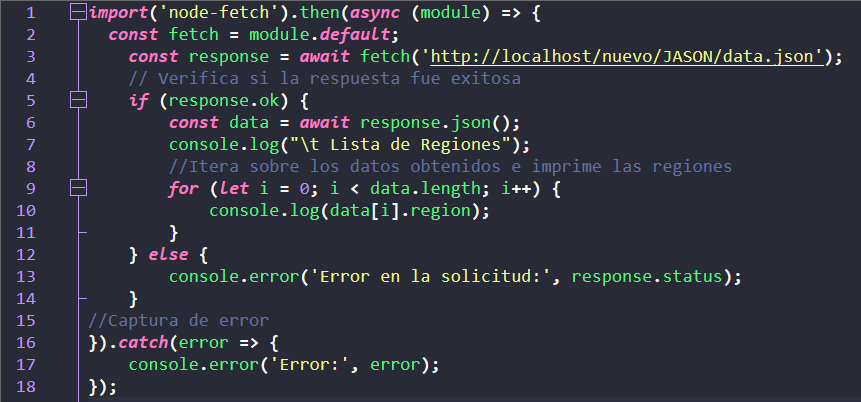 1 import('node-fetch').then(async (module) => {
2 const fetch = module.default;
3 const response = await fetch('http://localhost/nuevo/JASON/data.json');
4 // Verifica si la respuesta fue exitosa
5 if (response.ok) {
6 const data = await response.json();
7 console.log("\t Lista de Regiones");
8 //Itera sobre los datos obtenidos e imprime las regiones
9 for (let i = 0; i < data.length; i++) {
10 console.log(data[i].region);
11 }
12 } else {
13 console.error('Error en la solicitud:', response.status);
14 }
15 //Captura de error
16 }).catch(error => {
17 console.error('Error:', error);
18 });